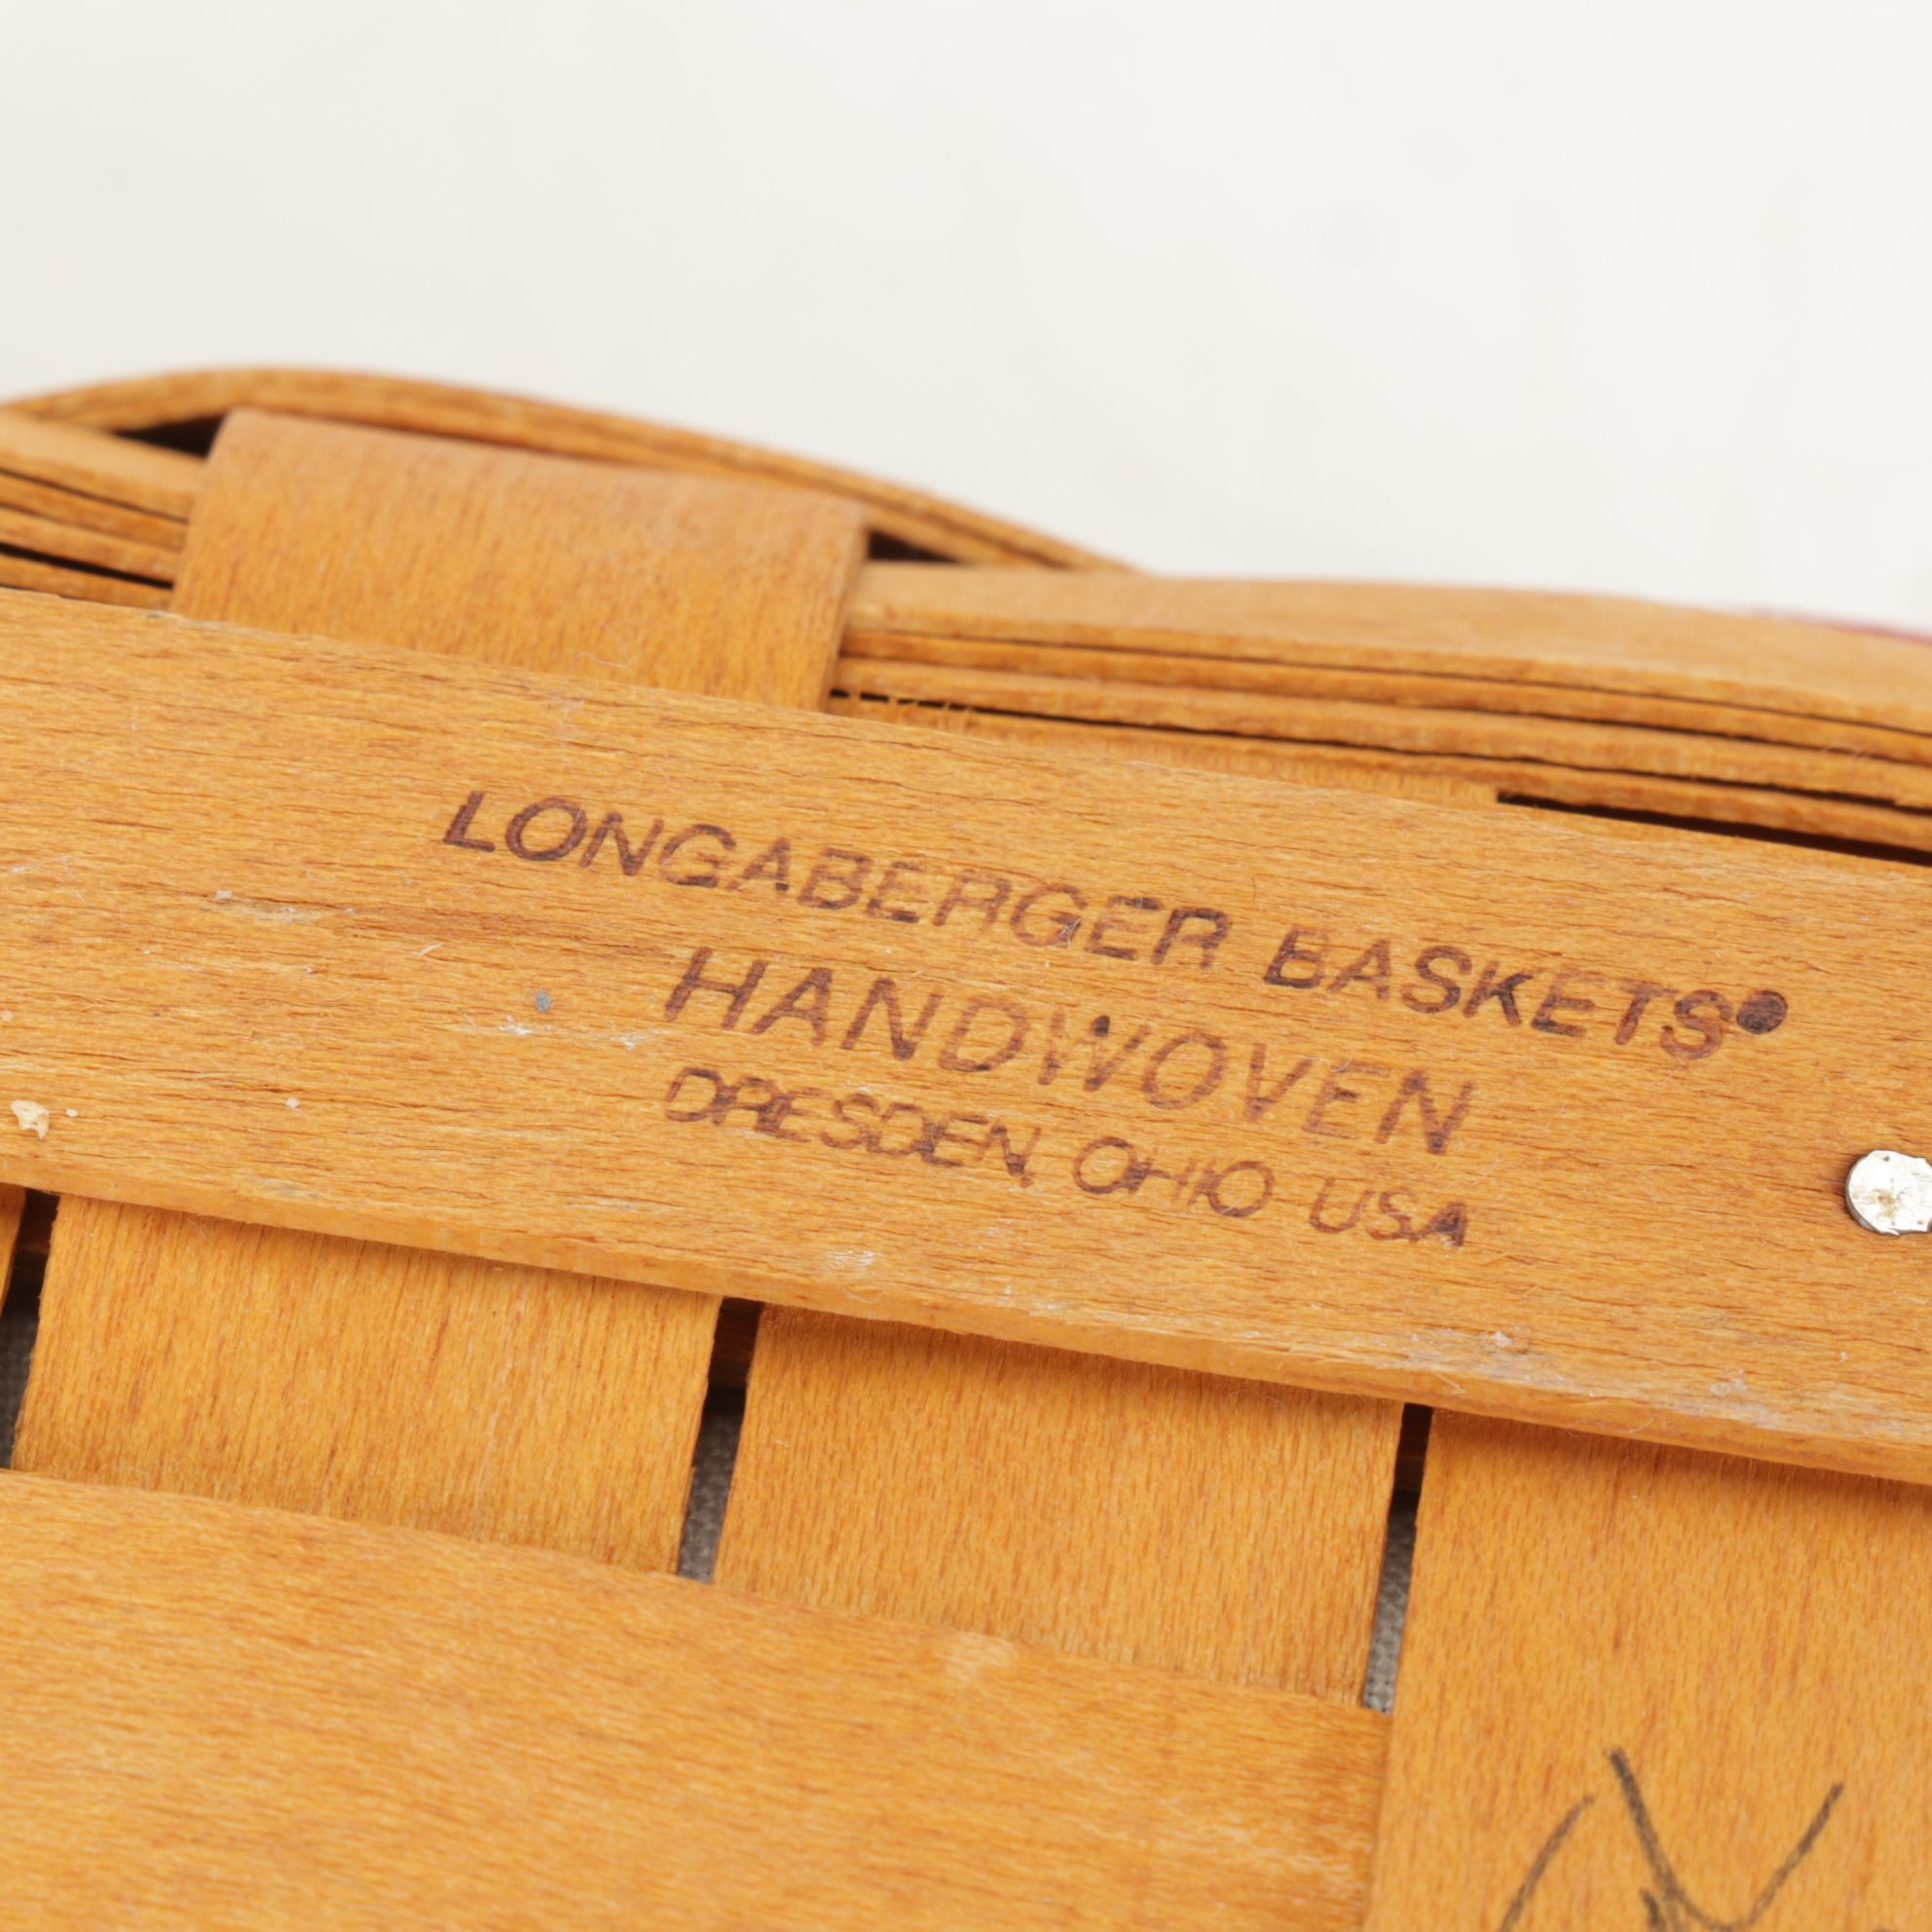 LONGABERGER BASKETS®
HANDWOVEN
DRESDEN, OHIO USA